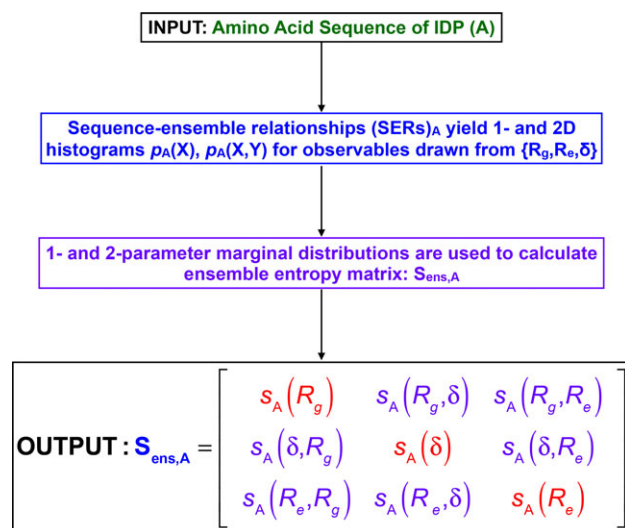 INPUT: Amino Acid Sequence of IDP (A)
Sequence-ensemble relationships (SERs)A yield 1- and 2D
histograms pA(X), pA(X,Y) for observables drawn from {Rg,Re,δ}
1- and 2-parameter marginal distributions are used to calculate
ensemble entropy matrix: Sens,A
sA(Rg) sA(Rg,δ) sA(Rg,Re)
OUTPUT: Sens,A = sA(δ,Rg) sA(δ) sA(δ,Re)
sA(Re,Rg) sA(Re,δ) sA(Re)